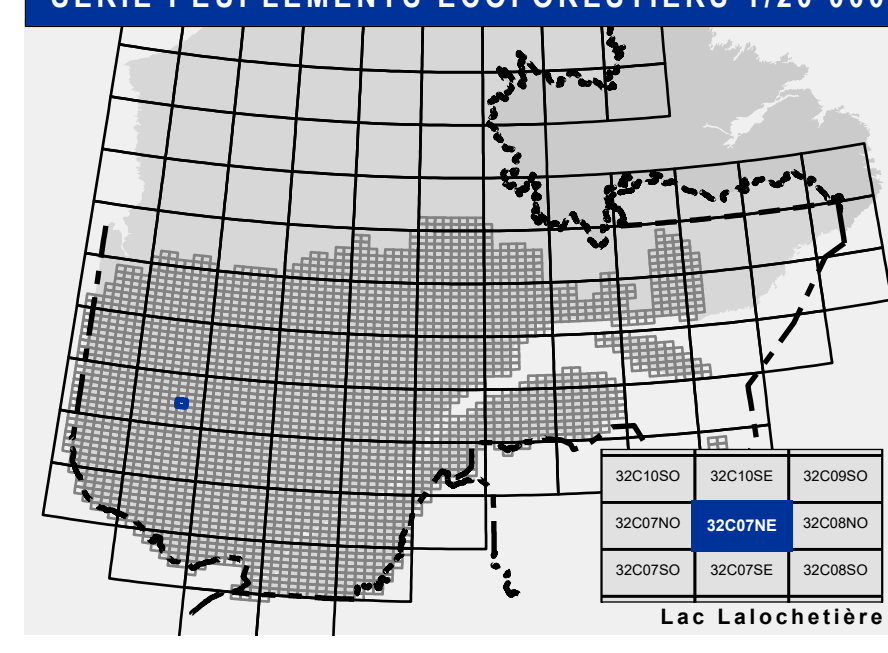 SÉRIE PEUPLEMENTS ÉCOFORESTIERS 1/20 000
32C10SO 32C10SE 32C09SO
32C07NO 32C07NE 32C08NO
32C07SO 32C07SE 32C08SO
Lac Lalochetière